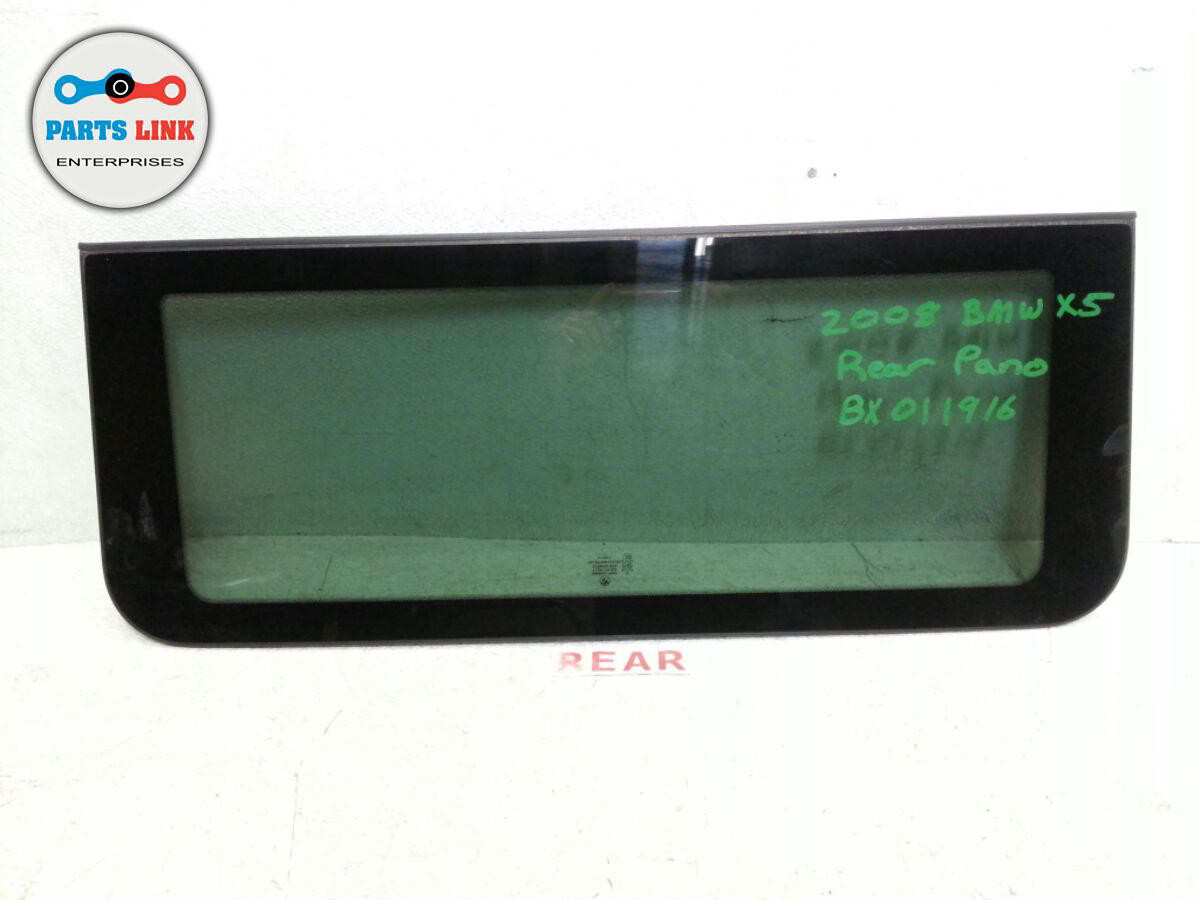 PARTS LINK
ENTERPRISES
2008 BMW X5
Rear Pano
BX011916
REAR